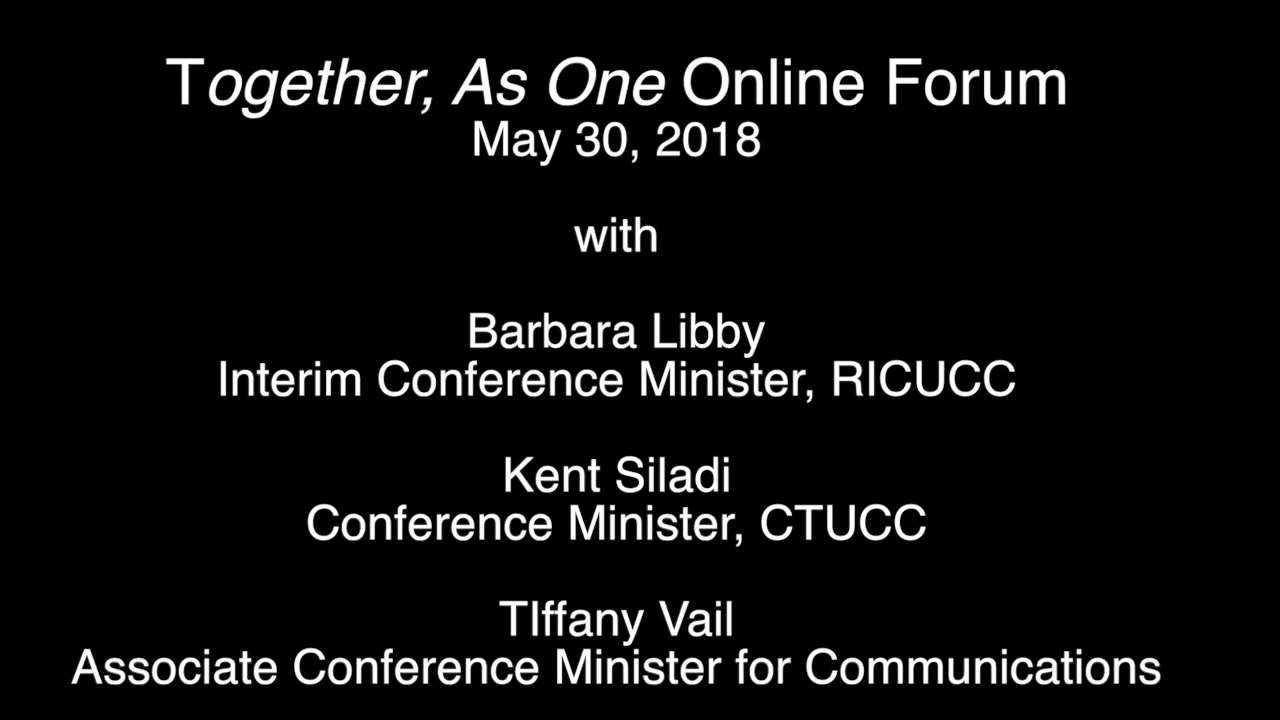 Together, As One Online Forum
May 30, 2018
with
Barbara Libby
Interim Conference Minister, RICUCC
Kent Siladi
Conference Minister, CTUCC
TIffany Vail
Associate Conference Minister for Communications